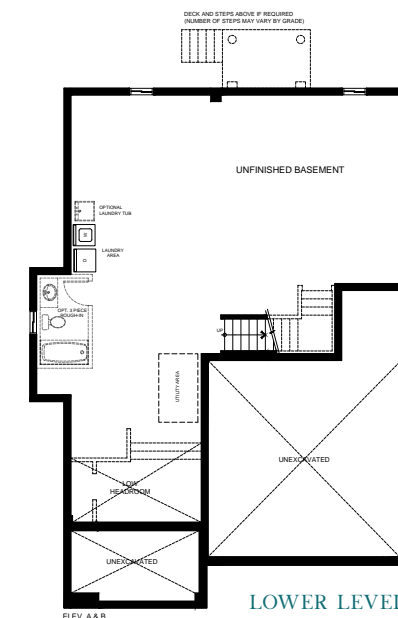 DECK AND STEPS ABOVE IF REQUIRED
(NUMBER OF STEPS MAY VARY BY GRADE)
UNFINISHED BASEMENT
OPTIONAL
LAUNDRY TUB
W
LAUNDRY
AREA
D
OPT. 3 PIECE
ROUGH-IN
UP
UTILITY AREA
UNEXCAVATED
LOW
HEADROOM
UNEXCAVATED
LOWER LEVEL
ELEV. A & B